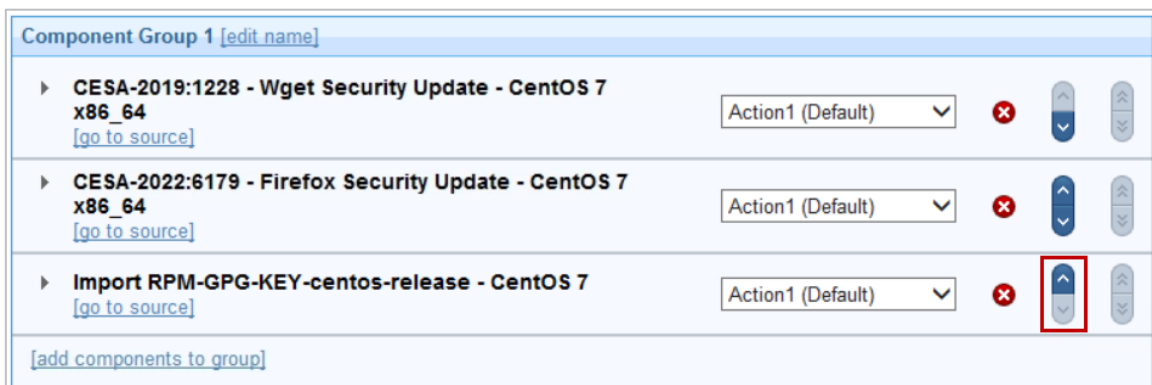 Component Group 1 [edit name]
CESA-2019:1228 - Wget Security Update - CentOS 7
x86_64
[go to source]
Action1 (Default)
CESA-2022:6179 - Firefox Security Update - CentOS 7
x86_64
[go to source]
Action1 (Default)
Import RPM-GPG-KEY-centos-release - CentOS 7
[go to source]
Action1 (Default)
[add components to group]